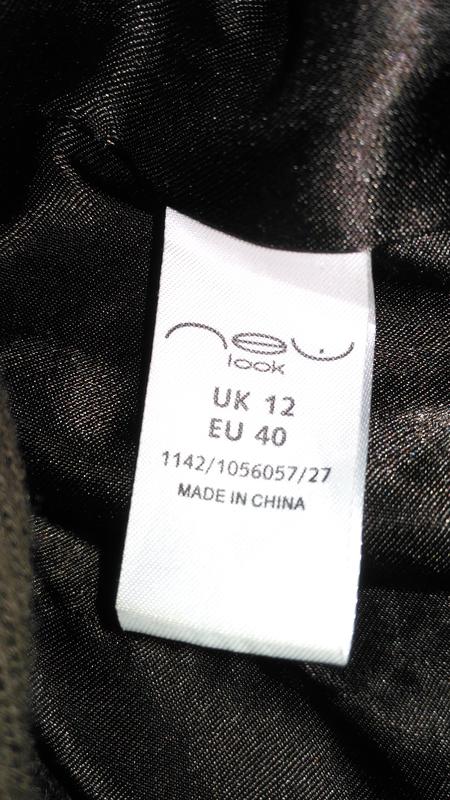 new
look
UK 12
EU 40
1142/1056057/27
MADE IN CHINA